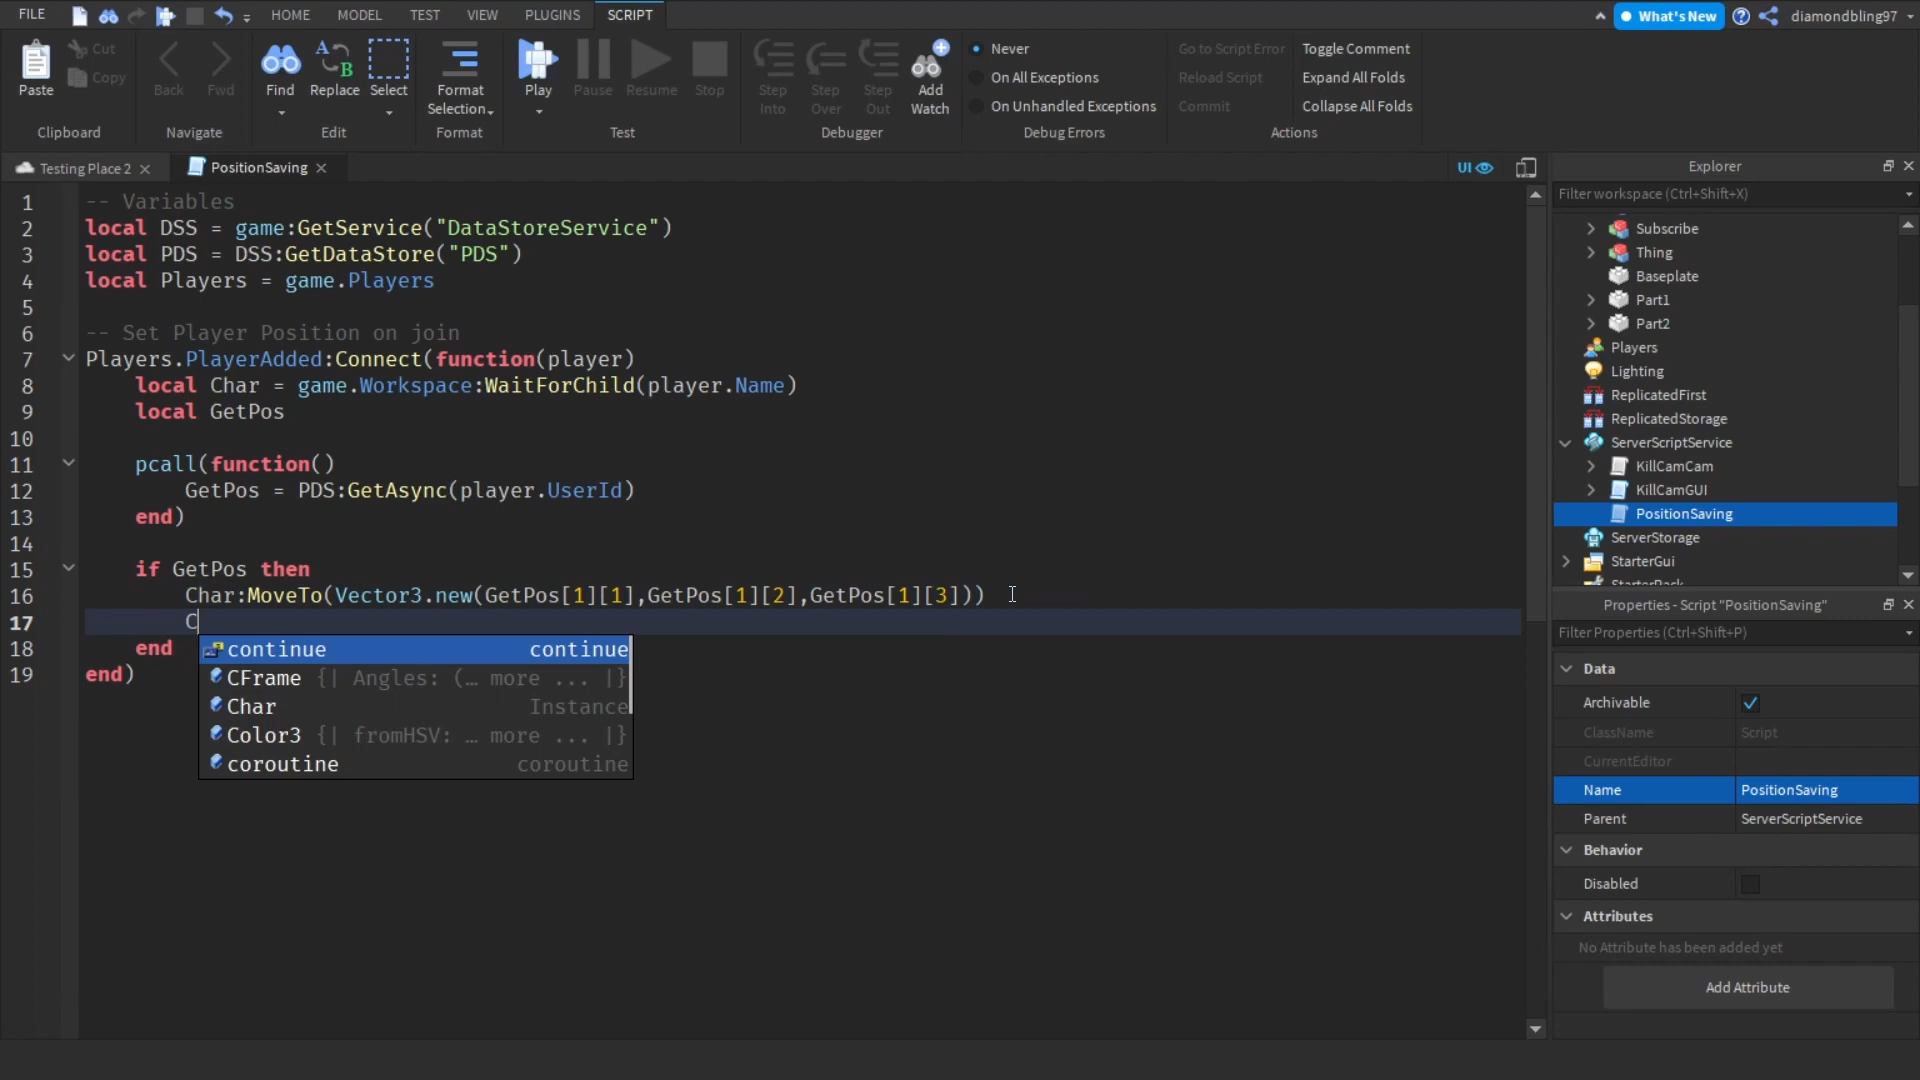 FILE HOME MODEL TEST VIEW PLUGINS SCRIPT What's New diamondbling97
Paste Cut Copy Back Fwd Find Replace Select Format Selection Play Pause Resume Stop Step Into Step Over Step Out Add Watch
Never Go to Script Error Toggle Comment
On All Exceptions Reload Script Expand All Folds
On Unhandled Exceptions Commit Collapse All Folds
Clipboard Navigate Edit Format Test Debugger Debug Errors Actions
Testing Place 2 PositionSaving UI
1 -- Variables
2 local DSS = game:GetService("DataStoreService")
3 local PDS = DSS:GetDataStore("PDS")
4 local Players = game.Players
5
6 -- Set Player Position on join
7 Players.PlayerAdded:Connect(function(player)
8 local Char = game.Workspace:WaitForChild(player.Name)
9 local GetPos
10
11 pcall(function()
12 GetPos = PDS:GetAsync(player.UserId)
13 end)
14
15 if GetPos then
16 Char:MoveTo(Vector3.new(GetPos[1][1],GetPos[1][2],GetPos[1][3]))
17 C
18 end
19 end)
continue continue
CFrame {| Angles: (… more ... |}
Char Instance
Color3 {| fromHSV: … more ... |}
coroutine coroutine
Explorer
Filter workspace (Ctrl+Shift+X)
Subscribe
Thing
Baseplate
Part1
Part2
Players
Lighting
ReplicatedFirst
ReplicatedStorage
ServerScriptService
KillCamCam
KillCamGUI
PositionSaving
ServerStorage
StarterGui
StarterPack
Properties - Script "PositionSaving"
Filter Properties (Ctrl+Shift+P)
Data
Archivable
ClassName Script
CurrentEditor
Name PositionSaving
Parent ServerScriptService
Behavior
Disabled
Attributes
No Attribute has been added yet
Add Attribute